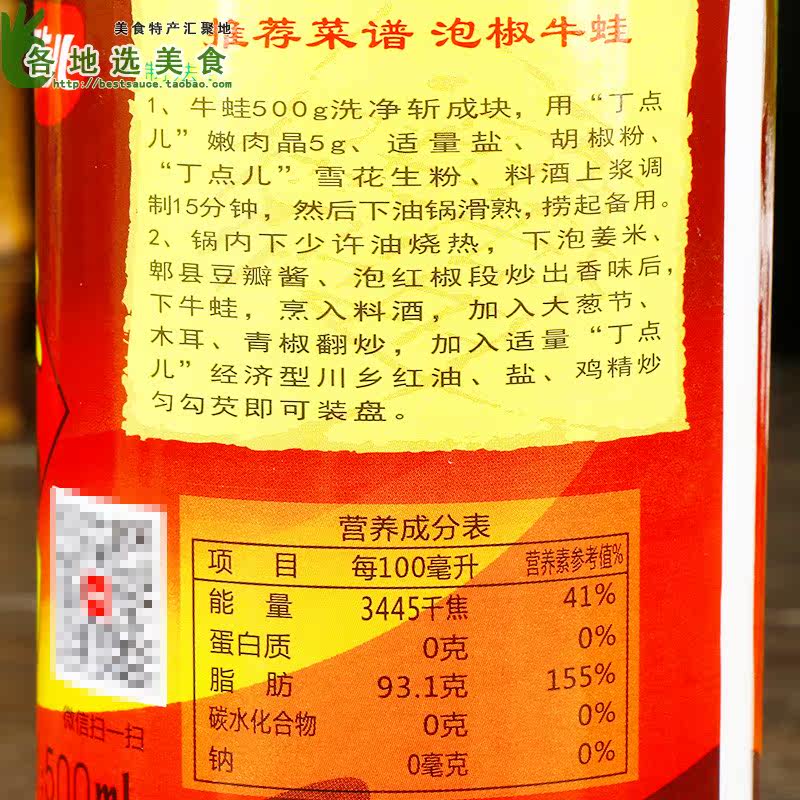 美食特产汇聚地
各地选美食
http://bestsauce.taobao.com
推荐菜谱 泡椒牛蛙
1、牛蛙500g洗净斩成块，用“丁点
儿”嫩肉晶5g、适量盐、胡椒粉、
“丁点儿”雪花生粉、料酒上浆调
制15分钟，然后下油锅滑熟，捞起备用。
2、锅内下少许油烧热，下泡姜米、
郫县豆瓣酱、泡红椒段炒出香味后，
下牛蛙，烹入料酒，加入大葱节、
木耳、青椒翻炒，加入适量“丁点
儿”经济型川乡红油、盐、鸡精炒
匀勾芡即可装盘。
营养成分表
项 目 每100毫升 营养素参考值%
能 量 3445千焦 41%
蛋白质 0克 0%
脂 肪 93.1克 155%
碳水化合物 0克 0%
钠 0毫克 0%
微信扫一扫
500ml